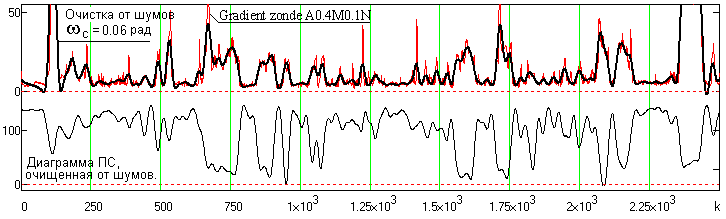 50
Очистка от шумов
ωc = 0.06 рад
Gradient zonde A0.4M0.1N
0
100
Диаграмма ПС,
очищенная от шумов.
0
0 250 500 750 1×10³ 1.25×10³ 1.5×10³ 1.75×10³ 2×10³ 2.25×10³ k